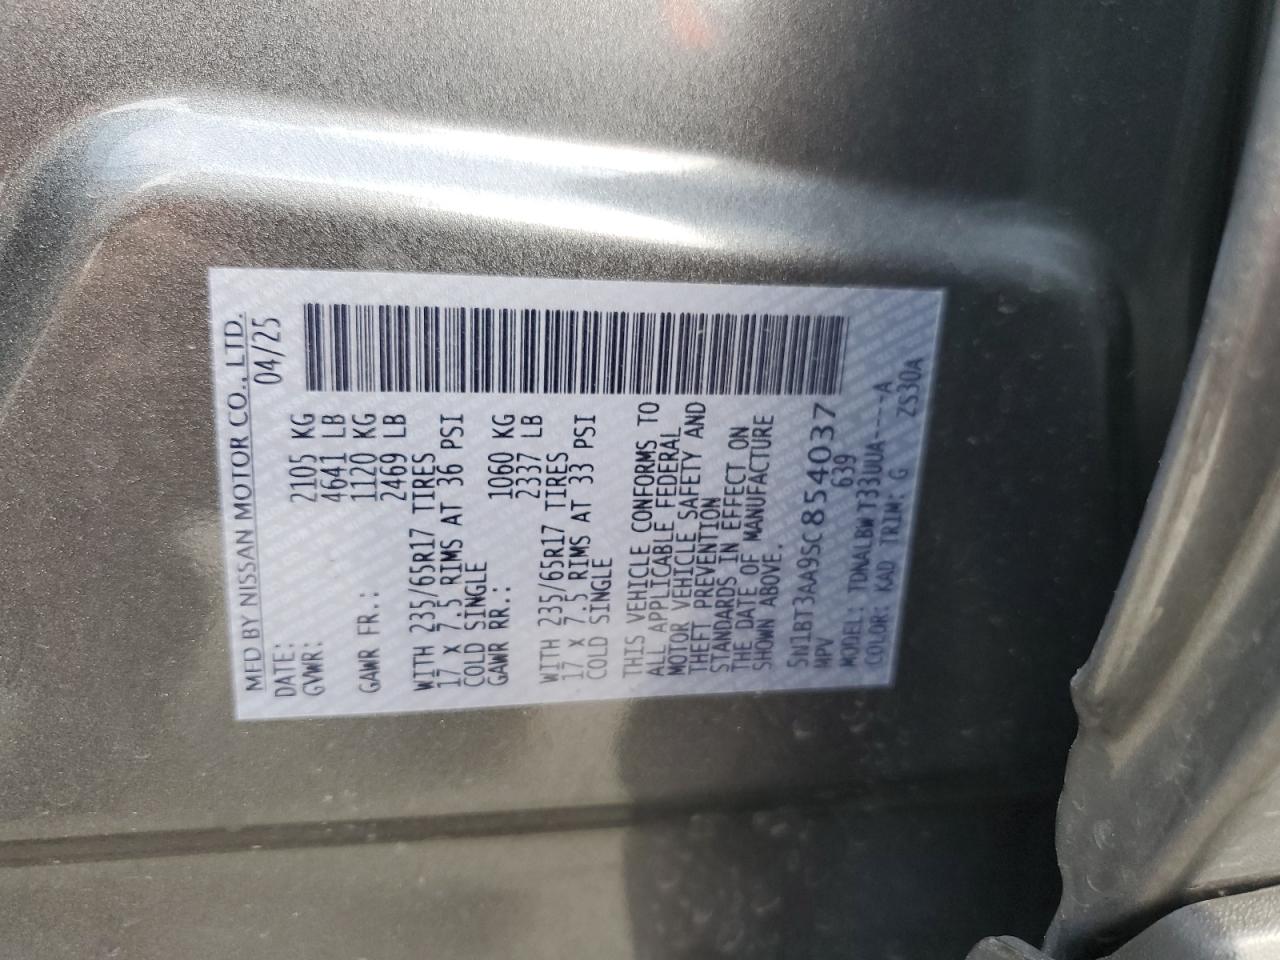 MFD BY NISSAN MOTOR CO., LTD.
DATE: 04/25
GVWR: 2105 KG
4641 LB
GAWR FR.: 1120 KG
2469 LB
WITH 235/65R17 TIRES
17 x 7.5 RIMS AT 36 PSI
COLD SINGLE
GAWR RR.: 1060 KG
2337 LB
WITH 235/65R17 TIRES
17 x 7.5 RIMS AT 33 PSI
COLD SINGLE
THIS VEHICLE CONFORMS TO
ALL APPLICABLE FEDERAL
MOTOR VEHICLE SAFETY AND
THEFT PREVENTION
STANDARDS IN EFFECT ON
THE DATE OF MANUFACTURE
SHOWN ABOVE.
5N1BT3AA9SC854037
MPV 639
MODEL: TDNALBWT33UUA----A
COLOR: KAD TRIM: G ZS30A